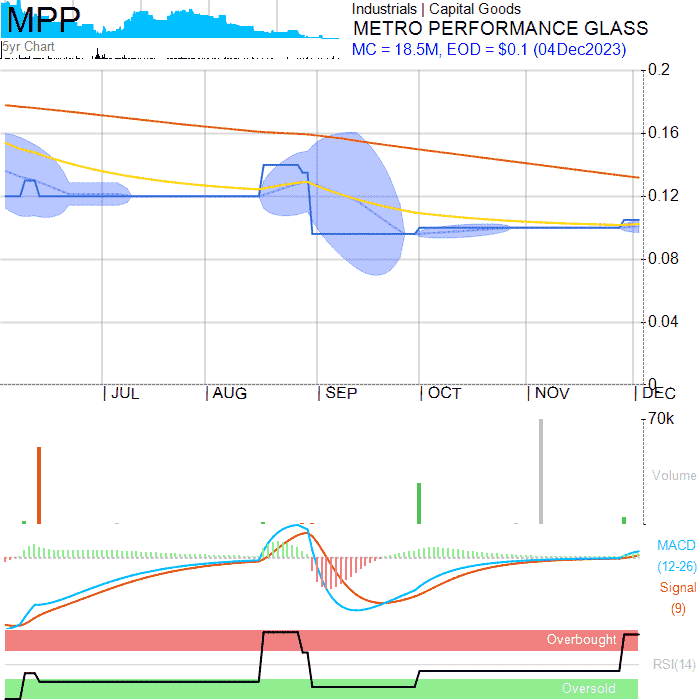 MPP
Industrials | Capital Goods
METRO PERFORMANCE GLASS
5yr Chart
MC = 18.5M, EOD = $0.1 (04Dec2023)
0.2
0.16
0.12
0.08
0.04
0
JUL AUG SEP OCT NOV DEC
70k
Volume
MACD
(12-26)
Signal
(9)
Overbought
RSI(14)
Oversold